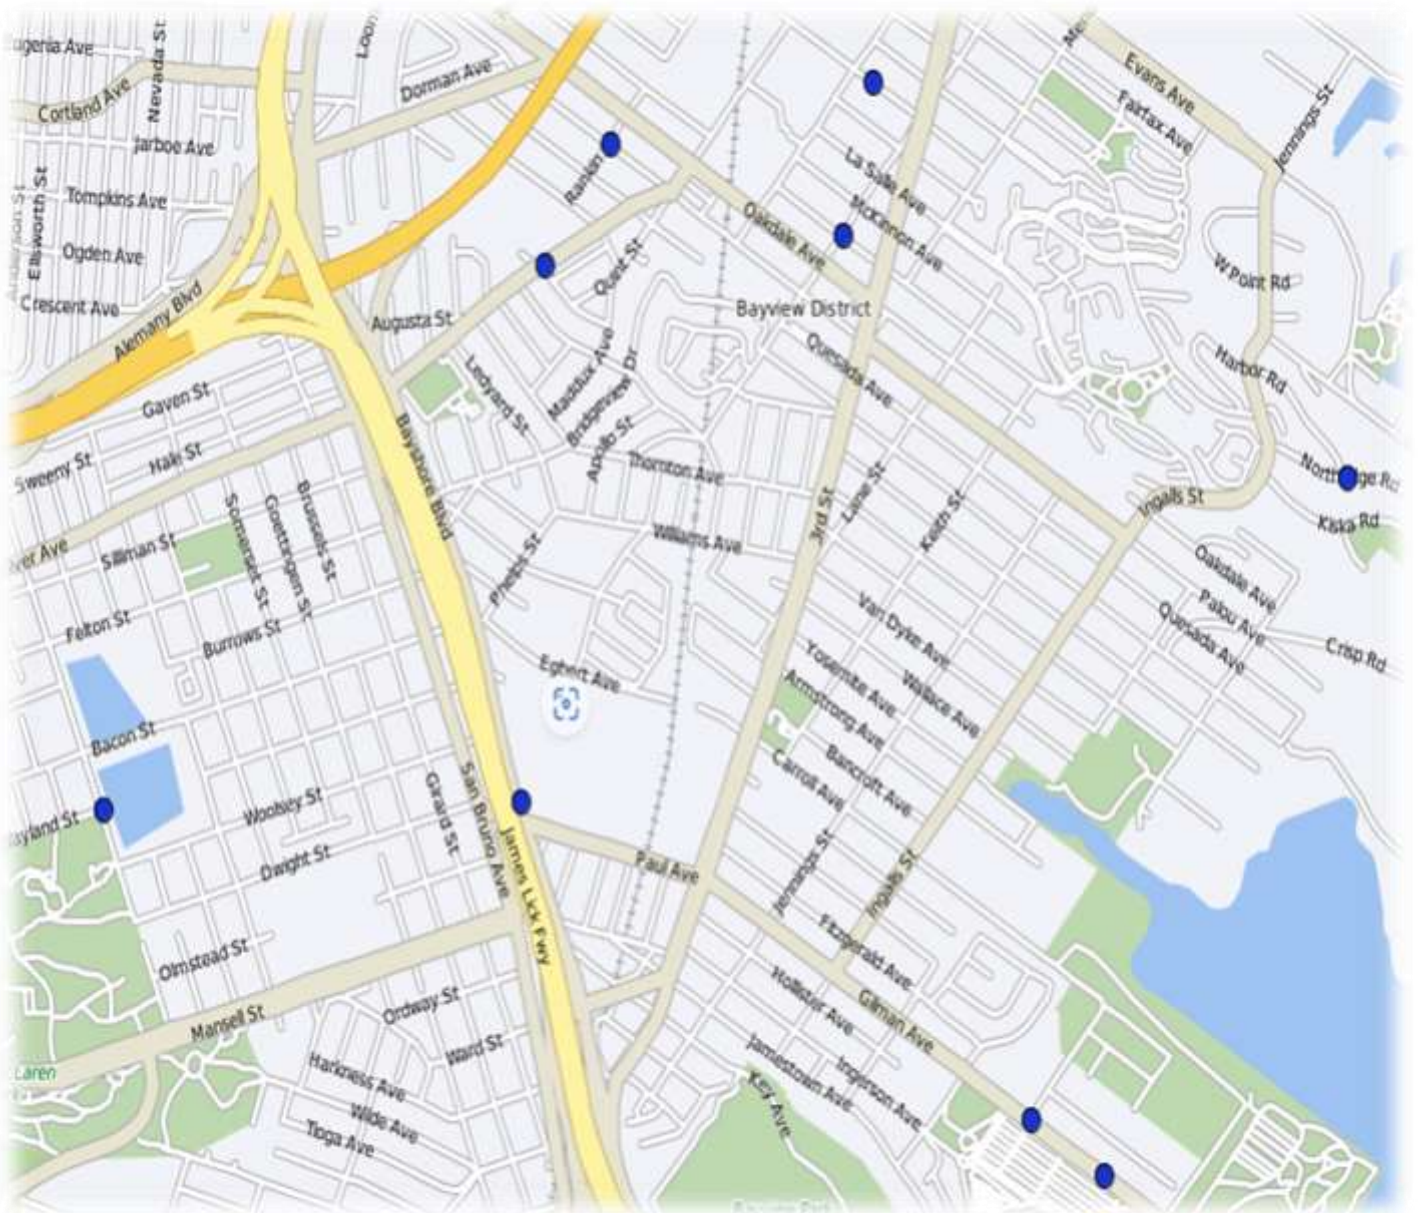 Nevada St
Cortland Ave
Jarboe Ave
Tompkins Ave
Ellsworth St
Ogden Ave
Crescent Ave
Alemany Blvd
Dorman Ave
Rankin
Augusta St
Quint St
Oakdale Ave
La Salle Ave
McKinnon Ave
Evans Ave
Fairfax Ave
Jennings St
W Point Rd
Harbor Rd
Kiska Rd
Ingalls St
Bayview District
Quesada Ave
Maddux Ave
Bridgeview Dr
Apollo St
Ledyard St
Thornton Ave
Williams Ave
Phelps St
Egbert Ave
Bayshore Blvd
3rd St
Lane St
Keith St
Gaven St
Hale St
Sweeny St
Sillman St
Somerset St
Goettingen St
Brussels St
Felton St
Burrows St
Bacon St
Woolsey St
Dwight St
Girard St
San Bruno Ave
James Lick Fwy
Paul Ave
Olmstead St
Mansell St
Ordway St
Ward St
Harkness Ave
Wilde Ave
Tioga Ave
Van Dyke Ave
Wallace Ave
Yosemite Ave
Armstrong Ave
Bancroft Ave
Carroll Ave
Jennings St
Ingalls St
Fitzgerald Ave
Gilman Ave
Hollister Ave
Ingerson Ave
Jamestown Ave
Key Ave
Oakdale Ave
Palou Ave
Quesada Ave
Crisp Rd